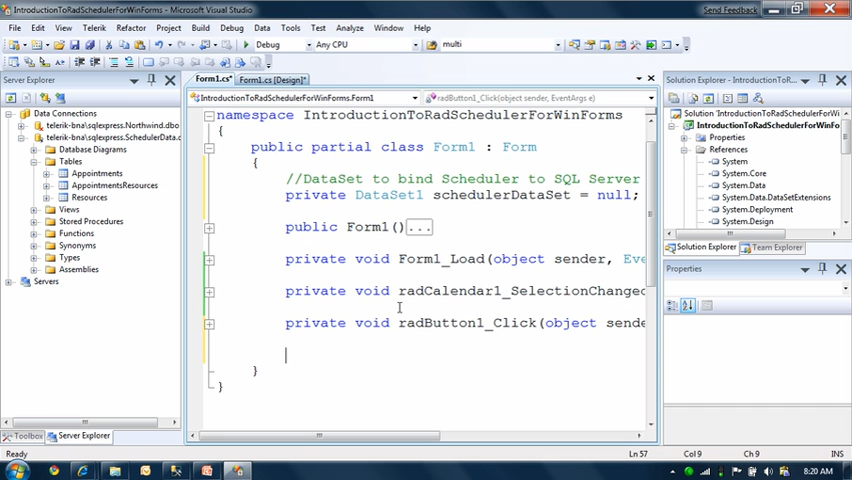 IntroductionToRadSchedulerForWinForms - Microsoft Visual Studio
Send Feedback
File Edit View Refactor Project Build Debug Data Tools Telerik Test Analyze Window Help
Debug Any CPU multi
Server Explorer
Form1.cs* Form1.cs [Design]*
Solution Explorer - IntroductionToR...
IntroductionToRadSchedulerForWinForms.Form1
radButton1_Click(object sender, EventArgs e)
Data Connections
telerik-bna\sqlexpress.Northwind.dbo
telerik-bna\sqlexpress.SchedulerData.d
Database Diagrams
Tables
Appointments
AppointmentsResources
Resources
Views
Stored Procedures
Functions
Synonyms
Types
Assemblies
Servers
namespace IntroductionToRadSchedulerForWinForms
{
public partial class Form1 : Form
{
//DataSet to bind Scheduler to SQL Server
private DataSet1 schedulerDataSet = null;
public Form1()...
private void Form1_Load(object sender, Eve
private void radCalendar1_SelectionChanged
private void radButton1_Click(object sende
}
}
Solution 'IntroductionToRadSchedulerF
IntroductionToRadSchedulerForWinFo
Properties
References
System
System.Core
System.Data
System.Data.DataSetExtensions
System.Deployment
System.Drawing
Solution Explorer Team Explorer
Properties
Toolbox Server Explorer
Ready Ln 57 Col 9 Ch 9 INS
8:20 AM